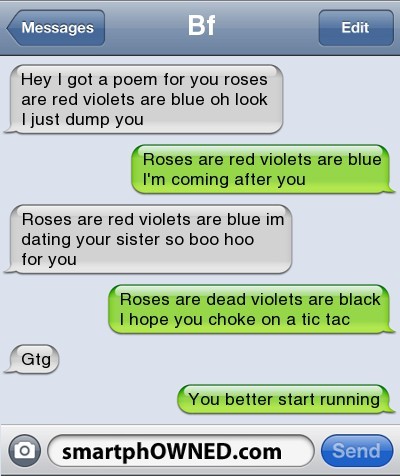 Messages
Bf
Edit
Hey I got a poem for you roses
are red violets are blue oh look
I just dump you
Roses are red violets are blue
I'm coming after you
Roses are red violets are blue im
dating your sister so boo hoo
for you
Roses are dead violets are black
I hope you choke on a tic tac
Gtg
You better start running
smartphOWNED.com
Send